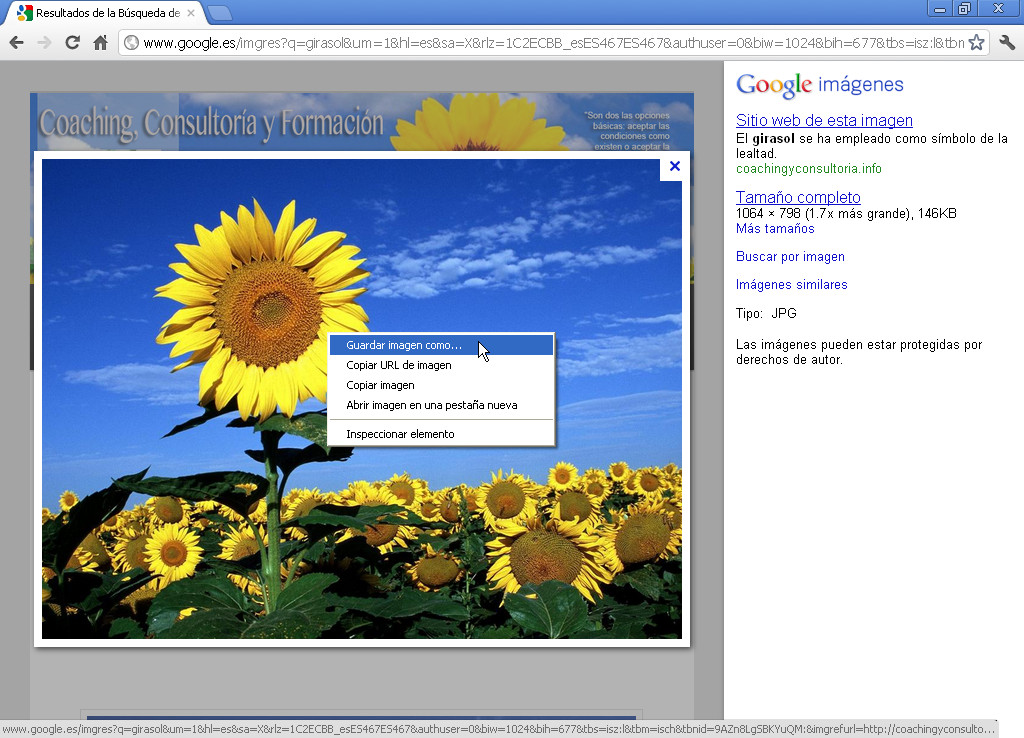 Resultados de la Búsqueda de
www.google.es/imgres?q=girasol&um=1&hl=es&sa=X&rlz=1C2ECBB_esES467ES467&authuser=0&biw=1024&bih=677&tbs=isz:l&tbn
Coaching, Consultoría y Formación
"Son dos las opciones
básicas: aceptar las
condiciones como
existen o aceptar la
Guardar imagen como...
Copiar URL de imagen
Copiar imagen
Abrir imagen en una pestaña nueva
Inspeccionar elemento
Google imágenes
Sitio web de esta imagen
El girasol se ha empleado como símbolo de la
lealtad.
coachingyconsultoria.info
Tamaño completo
1064 × 798 (1.7x más grande), 146KB
Más tamaños
Buscar por imagen
Imágenes similares
Tipo: JPG
Las imágenes pueden estar protegidas por
derechos de autor.
www.google.es/imgres?q=girasol&um=1&hl=es&sa=X&rlz=1C2ECBB_esES467ES467&authuser=0&biw=1024&bih=677&tbs=isz:l&tbm=isch&tbnid=9AZn8LgSBKYuQM:&imgrefurl=http://coachingyconsulto...